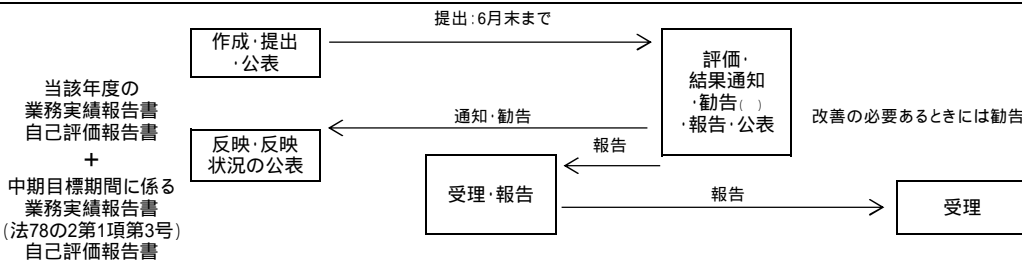 提出：6月末まで
作成・提出
・公表
評価・
結果通知
・勧告（ ）
・報告・公表
当該年度の
業務実績報告書
自己評価報告書
＋
中期目標期間に係る
業務実績報告書
（法78の2第1項第3号）
自己評価報告書
通知・勧告
改善の必要あるときには勧告
反映・反映
状況の公表
報告
受理・報告
報告
受理